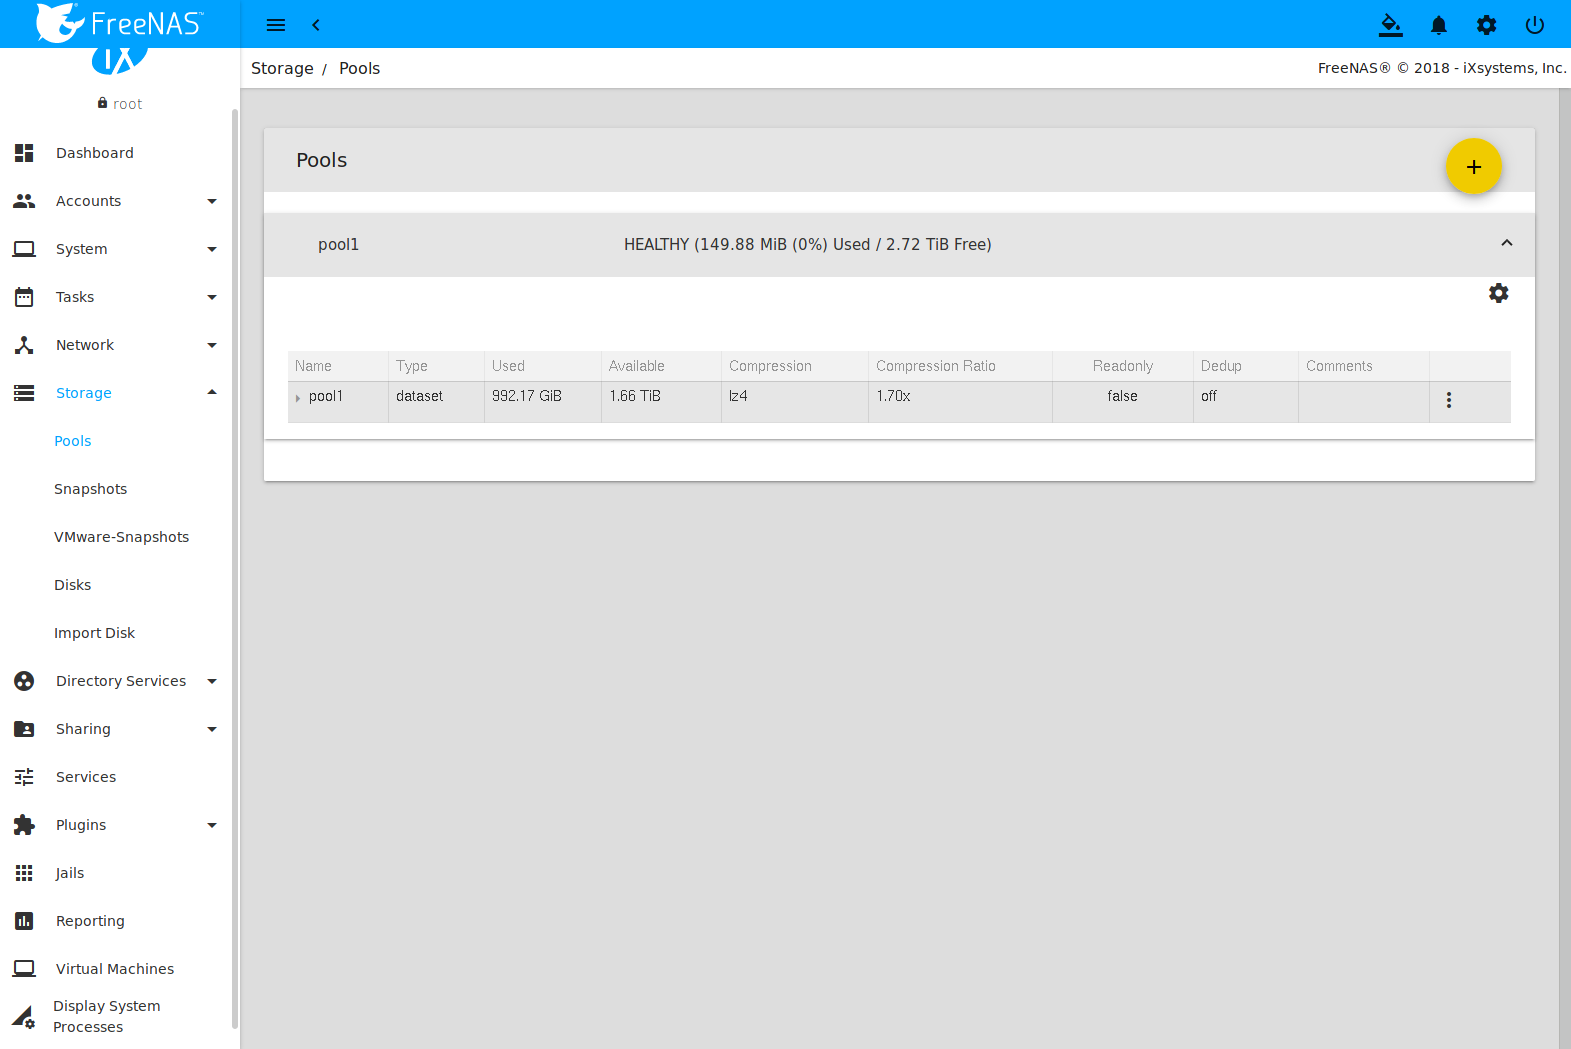 FreeNAS™
Storage / Pools
FreeNAS® © 2018 - iXsystems, Inc.
iX
root
Dashboard
Accounts
System
Tasks
Network
Storage
Pools
Snapshots
VMware-Snapshots
Disks
Import Disk
Directory Services
Sharing
Services
Plugins
Jails
Reporting
Virtual Machines
Display System
Processes
Pools
pool1 HEALTHY (149.88 MiB (0%) Used / 2.72 TiB Free)
Name Type Used Available Compression Compression Ratio Readonly Dedup Comments
pool1 dataset 992.17 GiB 1.66 TiB lz4 1.70x false off